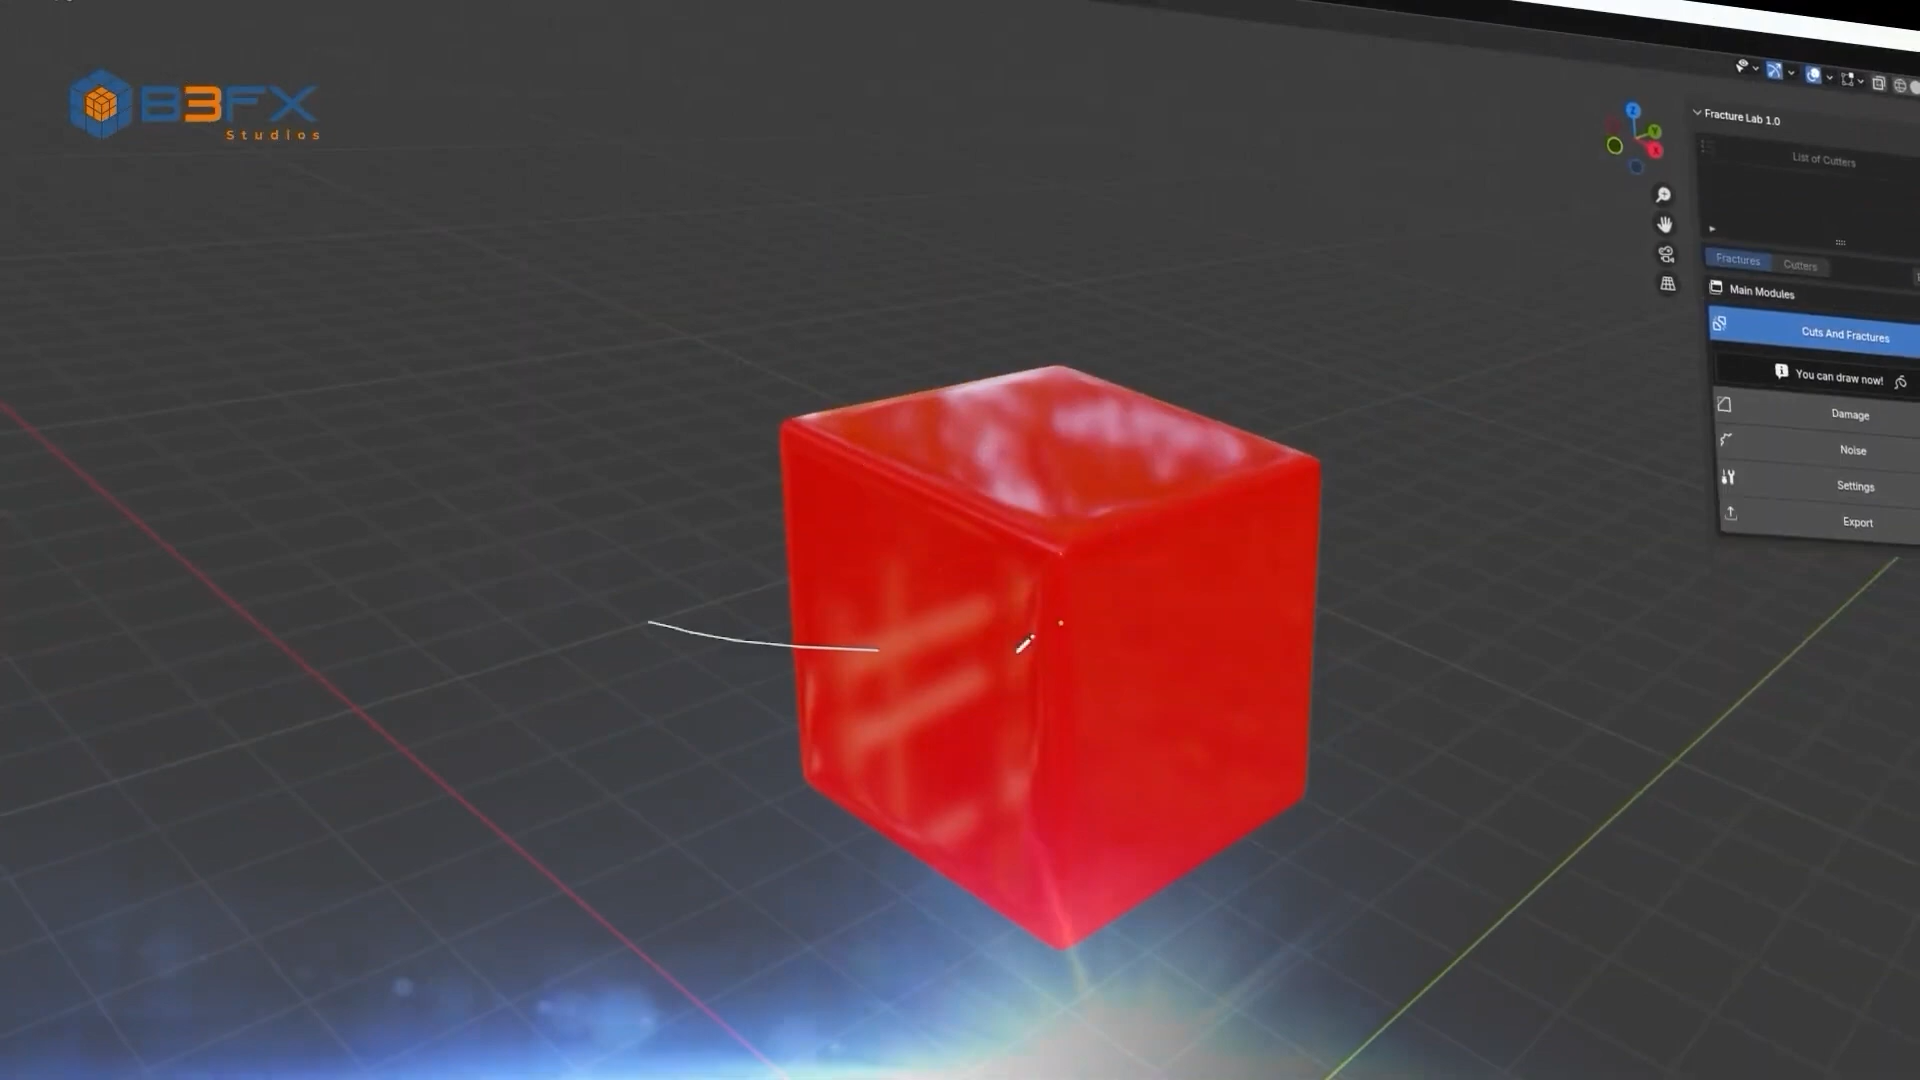 B3FX
Studios
Fracture Lab 1.0
List of Cutters
Fractures
Cutters
Main Modules
Cuts And Fractures
You can draw now!
Damage
Noise
Settings
Export
Z
Y
X